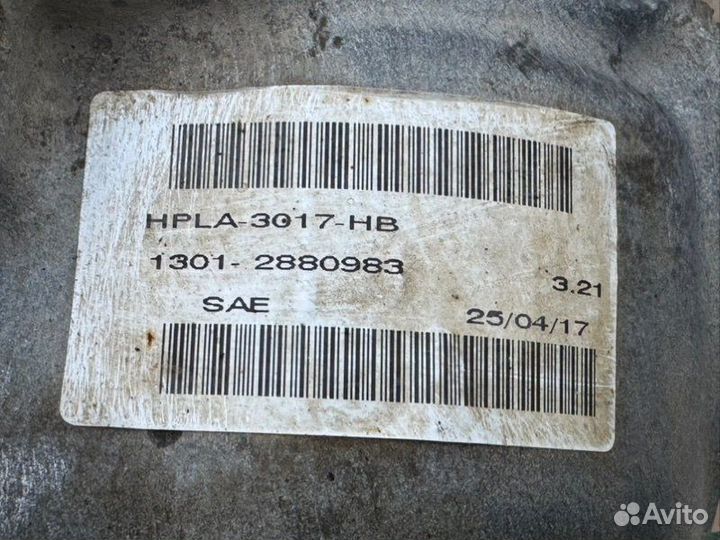 HPLA-3017-HB
1301- 2880983
3.21
SAE
25/04/17
Avito